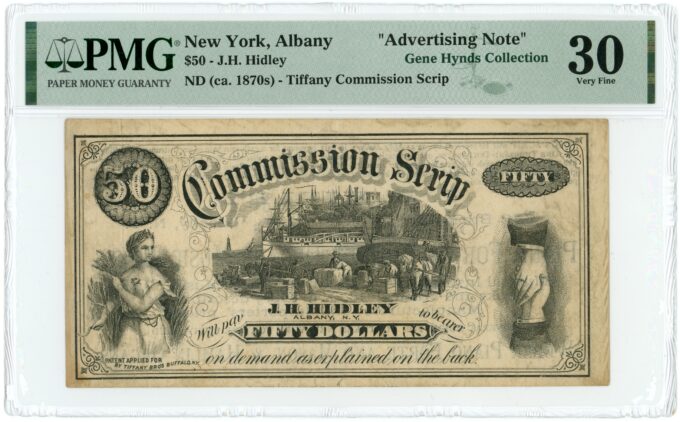 PMG
PAPER MONEY GUARANTY
New York, Albany
$50 - J.H. Hidley
ND (ca. 1870s) - Tiffany Commission Scrip
"Advertising Note"
Gene Hynds Collection
30
Very Fine
50
Commission Scrip
FIFTY
J. H. HIDLEY
ALBANY, N.Y.
Will pay to bearer
FIFTY DOLLARS
on demand as explained on the back.
PATENT APPLIED FOR
BY TIFFANY BROS BUFFALO, N.Y.